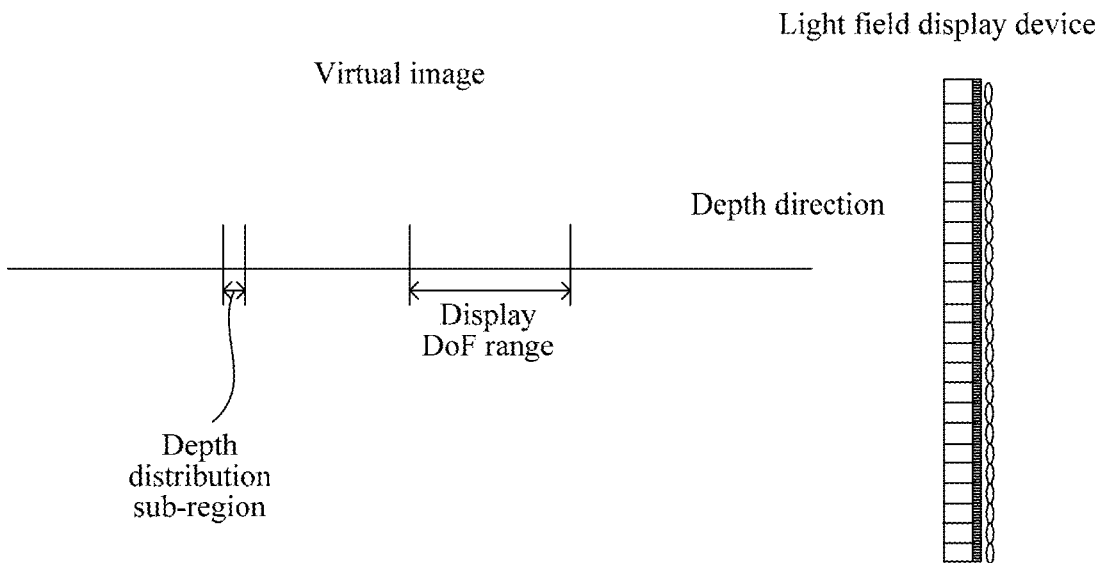 Light field display device
Virtual image
Depth direction
Display
DoF range
Depth
distribution
sub-region